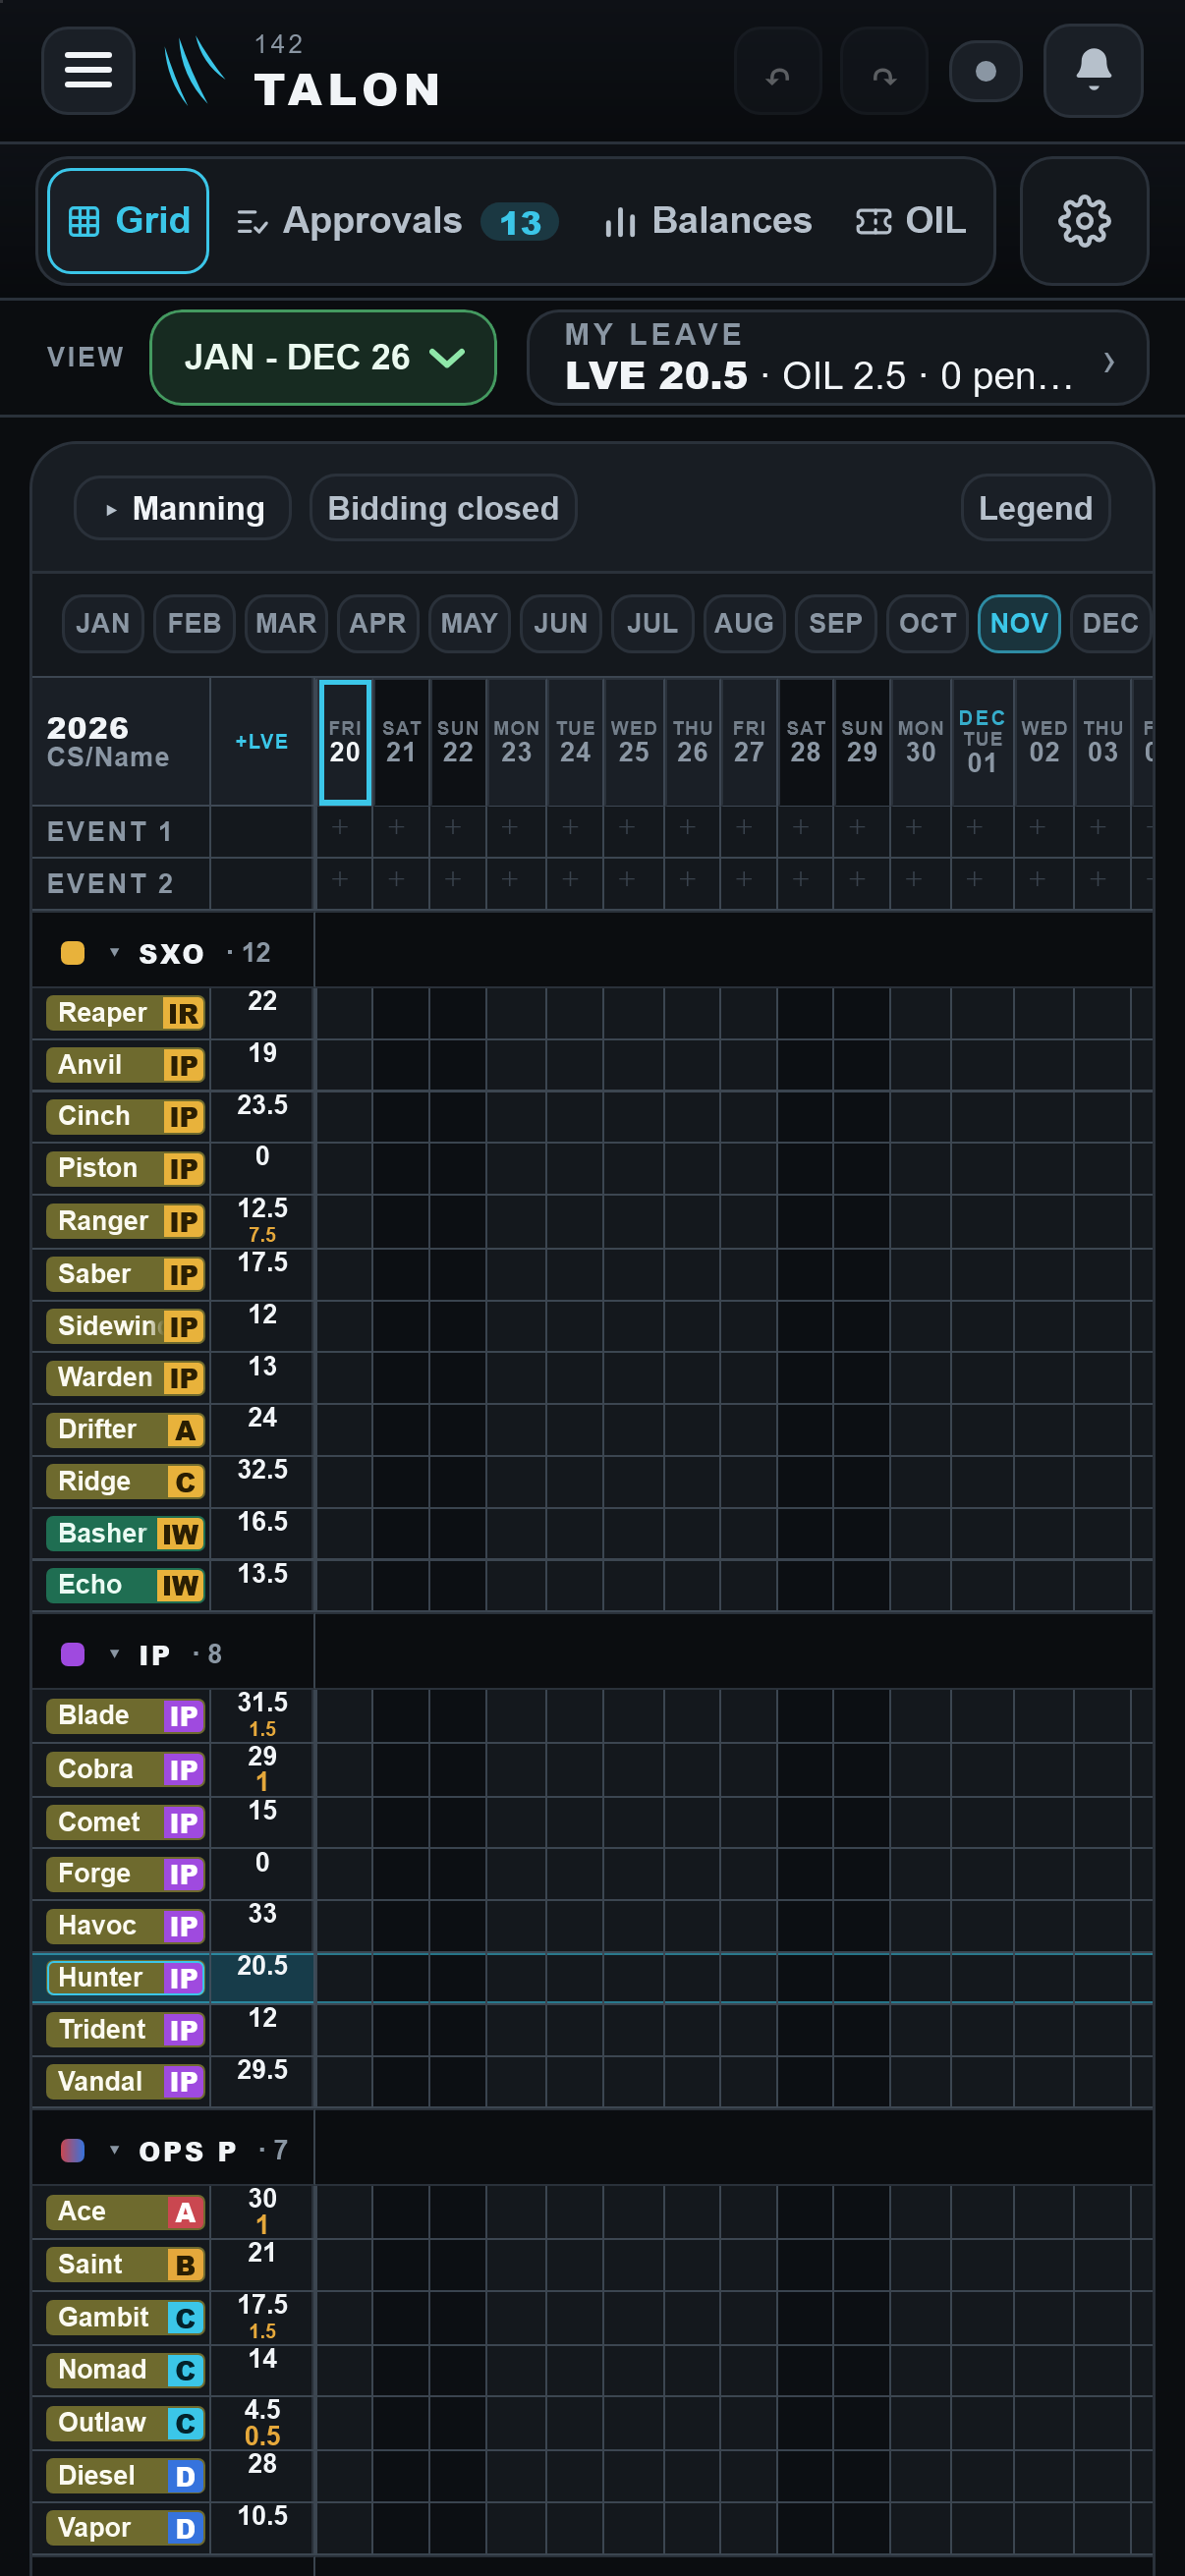 142
TALON
Grid
Approvals 13
Balances
OIL
VIEW
JAN - DEC 26
MY LEAVE
LVE 20.5 · OIL 2.5 · 0 pen…
Manning
Bidding closed
Legend
JAN FEB MAR APR MAY JUN JUL AUG SEP OCT NOV DEC
2026
CS/Name
+LVE
FRI 20
SAT 21
SUN 22
MON 23
TUE 24
WED 25
THU 26
FRI 27
SAT 28
SUN 29
MON 30
DEC TUE 01
WED 02
THU 03
EVENT 1 + + + + + + + + + + + + + +
EVENT 2 + + + + + + + + + + + + + +
SXO · 12
Reaper IR 22
Anvil IP 19
Cinch IP 23.5
Piston IP 0
Ranger IP 12.5
7.5
Saber IP 17.5
Sidewin IP 12
Warden IP 13
Drifter A 24
Ridge C 32.5
Basher IW 16.5
Echo IW 13.5
IP · 8
Blade IP 31.5
1.5
Cobra IP 29
1
Comet IP 15
Forge IP 0
Havoc IP 33
Hunter IP 20.5
Trident IP 12
Vandal IP 29.5
OPS P · 7
Ace A 30
1
Saint B 21
Gambit C 17.5
1.5
Nomad C 14
Outlaw C 4.5
0.5
Diesel D 28
Vapor D 10.5